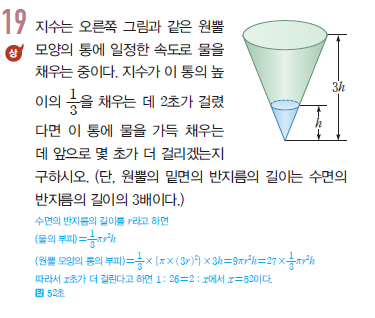 19
상
지수는 오른쪽 그림과 같은 원뿔
모양의 통에 일정한 속도로 물을
채우는 중이다. 지수가 이 통의 높
이의 1/3을 채우는 데 2초가 걸렸
다면 이 통에 물을 가득 채우는
데 앞으로 몇 초가 더 걸리겠는지
구하시오. (단, 원뿔의 밑면의 반지름의 길이는 수면의
반지름의 길이의 3배이다.)
3h
h
수면의 반지름의 길이를 r라고 하면
(물의 부피)=1/3πr²h
(원뿔 모양의 통의 부피)=1/3×{π×(3r)²}×3h=9πr²h=27×1/3πr²h
따라서 x초가 더 걸린다고 하면 1 : 26=2 : x에서 x=52이다.
답 52초